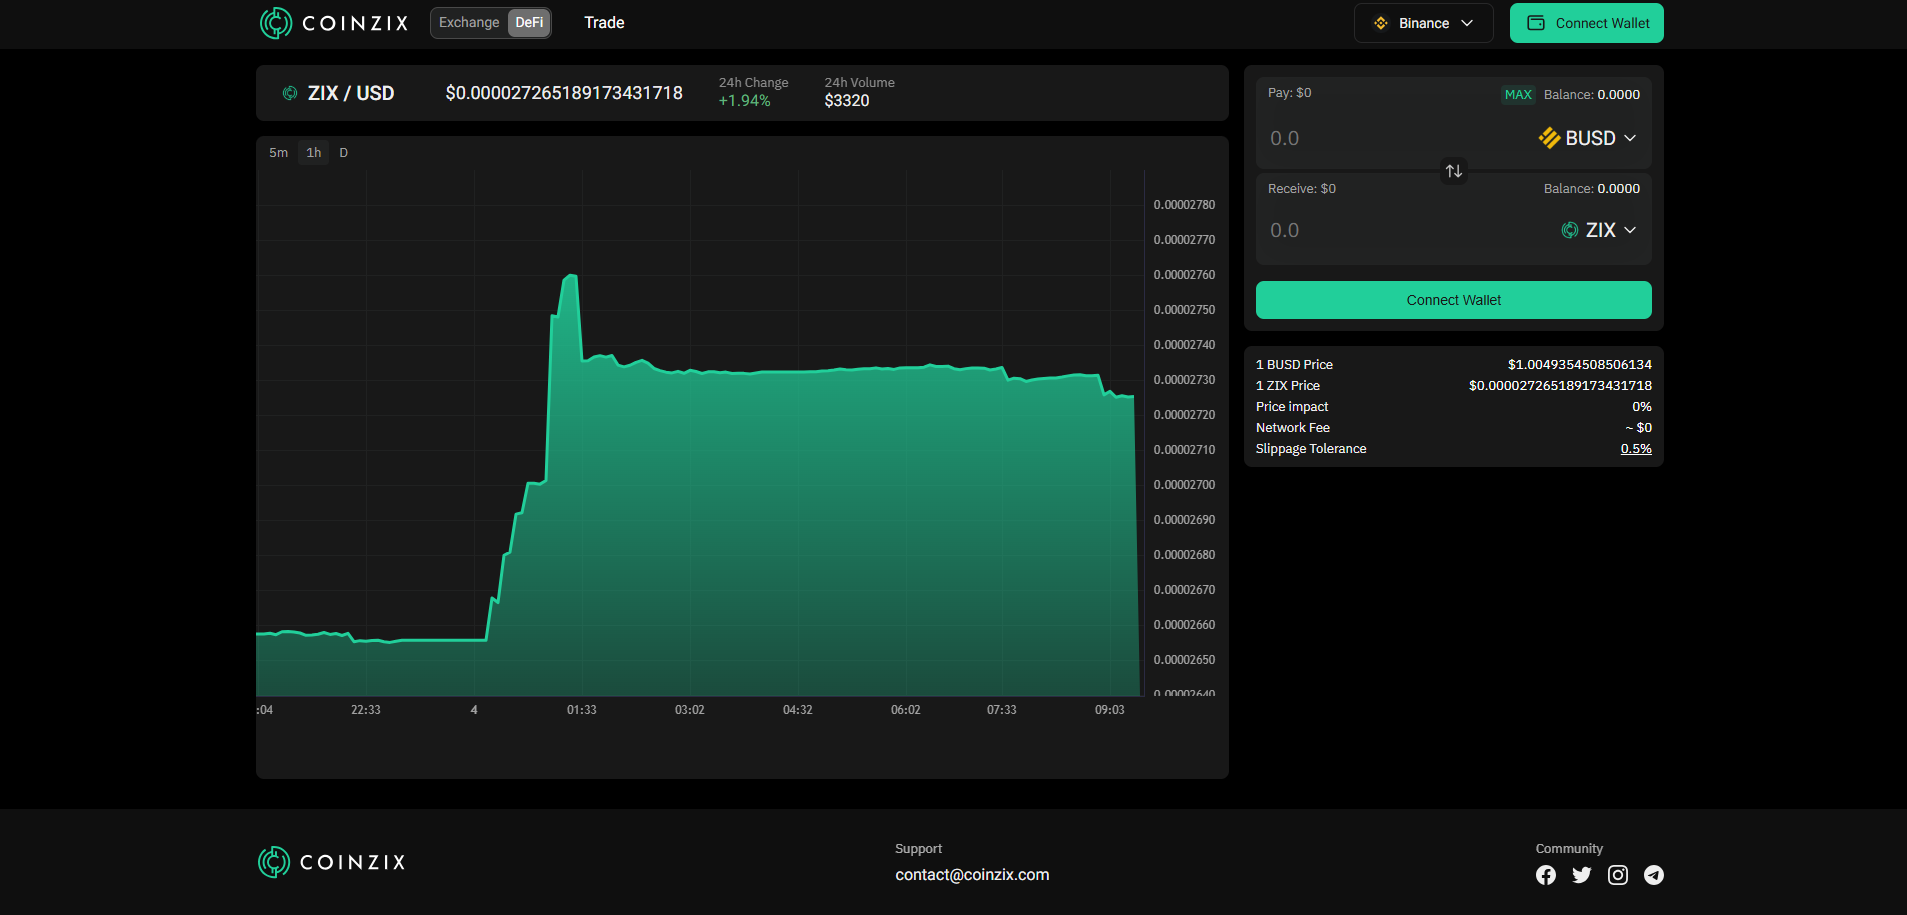 COINZIX
Exchange DeFi
Trade
Binance
Connect Wallet
ZIX / USD
$0.000027265189173431718
24h Change
+1.94%
24h Volume
$3320
5m 1h D
0.00002780
0.00002770
0.00002760
0.00002750
0.00002740
0.00002730
0.00002720
0.00002710
0.00002700
0.00002690
0.00002680
0.00002670
0.00002660
0.00002650
0.00002640
:04 22:33 4 01:33 03:02 04:32 06:02 07:33 09:03
Pay: $0
MAX Balance: 0.0000
0.0 BUSD
Receive: $0 Balance: 0.0000
0.0 ZIX
Connect Wallet
1 BUSD Price $1.0049354508506134
1 ZIX Price $0.000027265189173431718
Price impact 0%
Network Fee ~ $0
Slippage Tolerance 0.5%
COINZIX
Support
contact@coinzix.com
Community